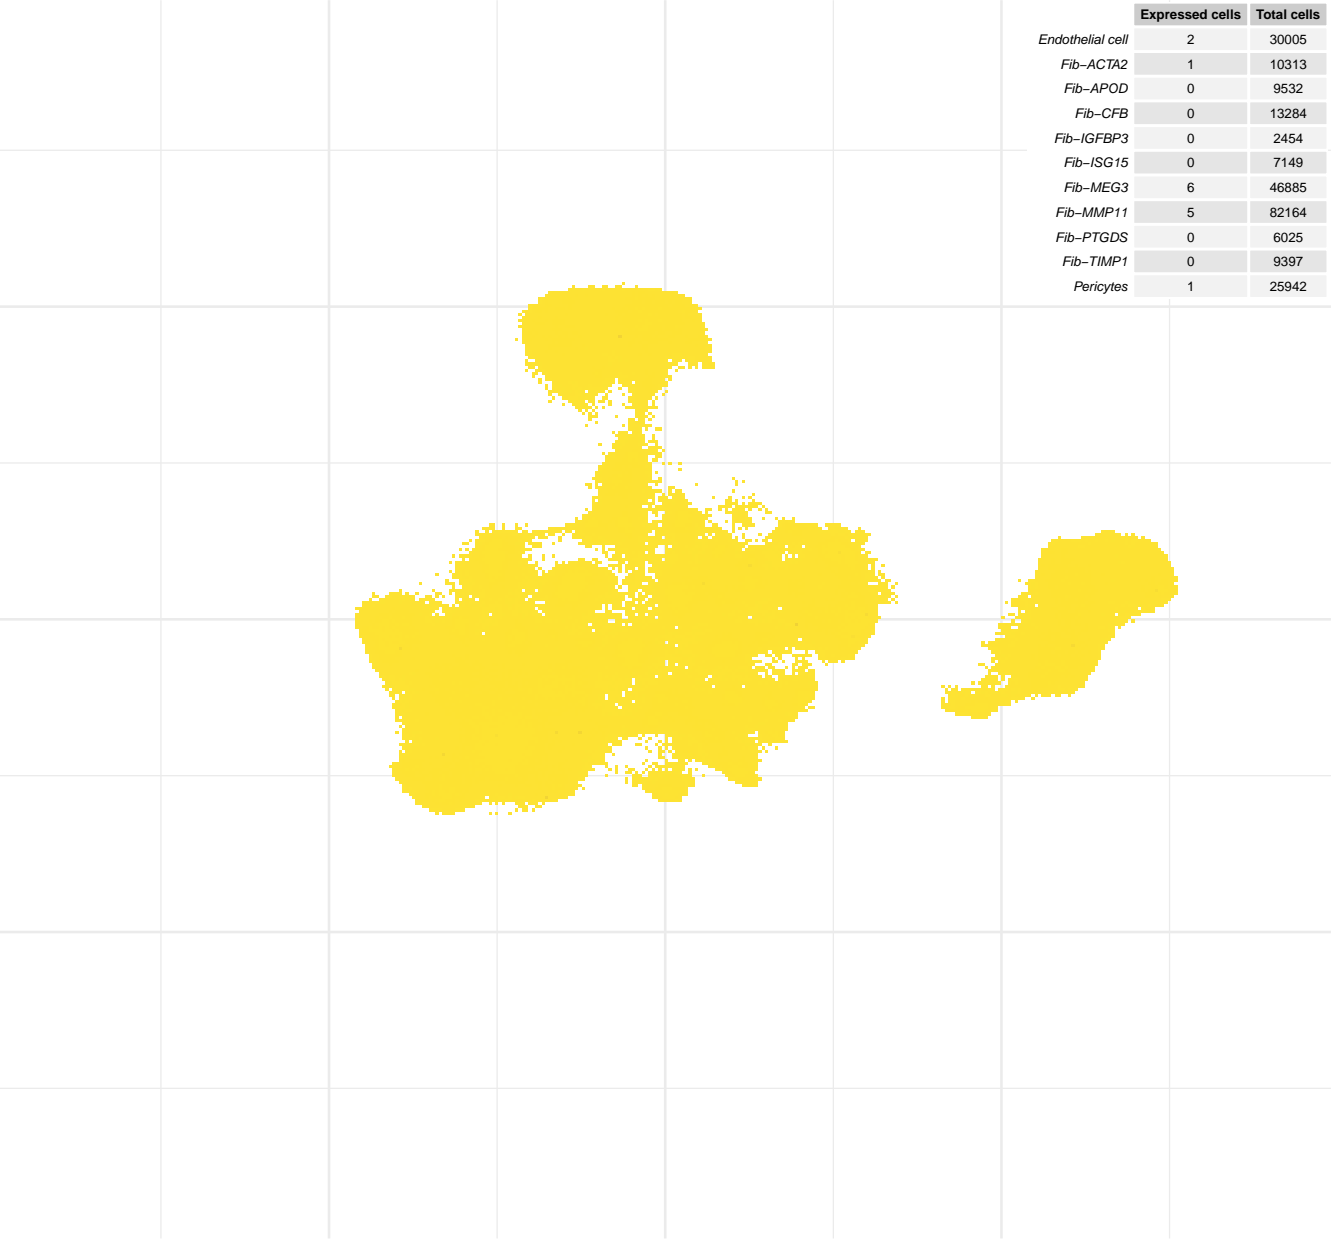 Expressed cells Total cells
Endothelial cell 2 30005
Fib−ACTA2 1 10313
Fib−APOD 0 9532
Fib−CFB 0 13284
Fib−IGFBP3 0 2454
Fib−ISG15 0 7149
Fib−MEG3 6 46885
Fib−MMP11 5 82164
Fib−PTGDS 0 6025
Fib−TIMP1 0 9397
Pericytes 1 25942